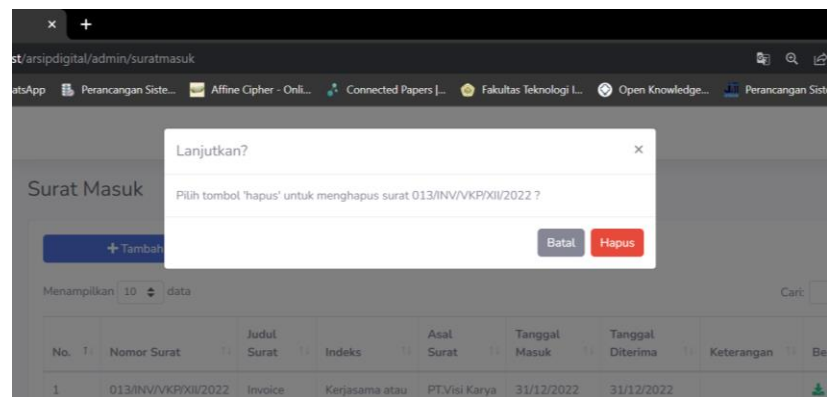 st/arsipdigital/admin/suratmasuk
atsApp Perancangan Siste... Affine Cipher - Onli... Connected Papers |... Fakultas Teknologi I... Open Knowledge... Perancangan Sist
Lanjutkan? ×
Surat Masuk
Pilih tombol 'hapus' untuk menghapus surat 013/INV/VKP/XII/2022 ?
Batal Hapus
+ Tambah
Menampilkan 10 data Cari:
No. Nomor Surat Judul Surat Indeks Asal Surat Tanggal Masuk Tanggal Diterima Keterangan Be
1 013/INV/VKP/XII/2022 Invoice Kerjasama atau PT.Visi Karya 31/12/2022 31/12/2022